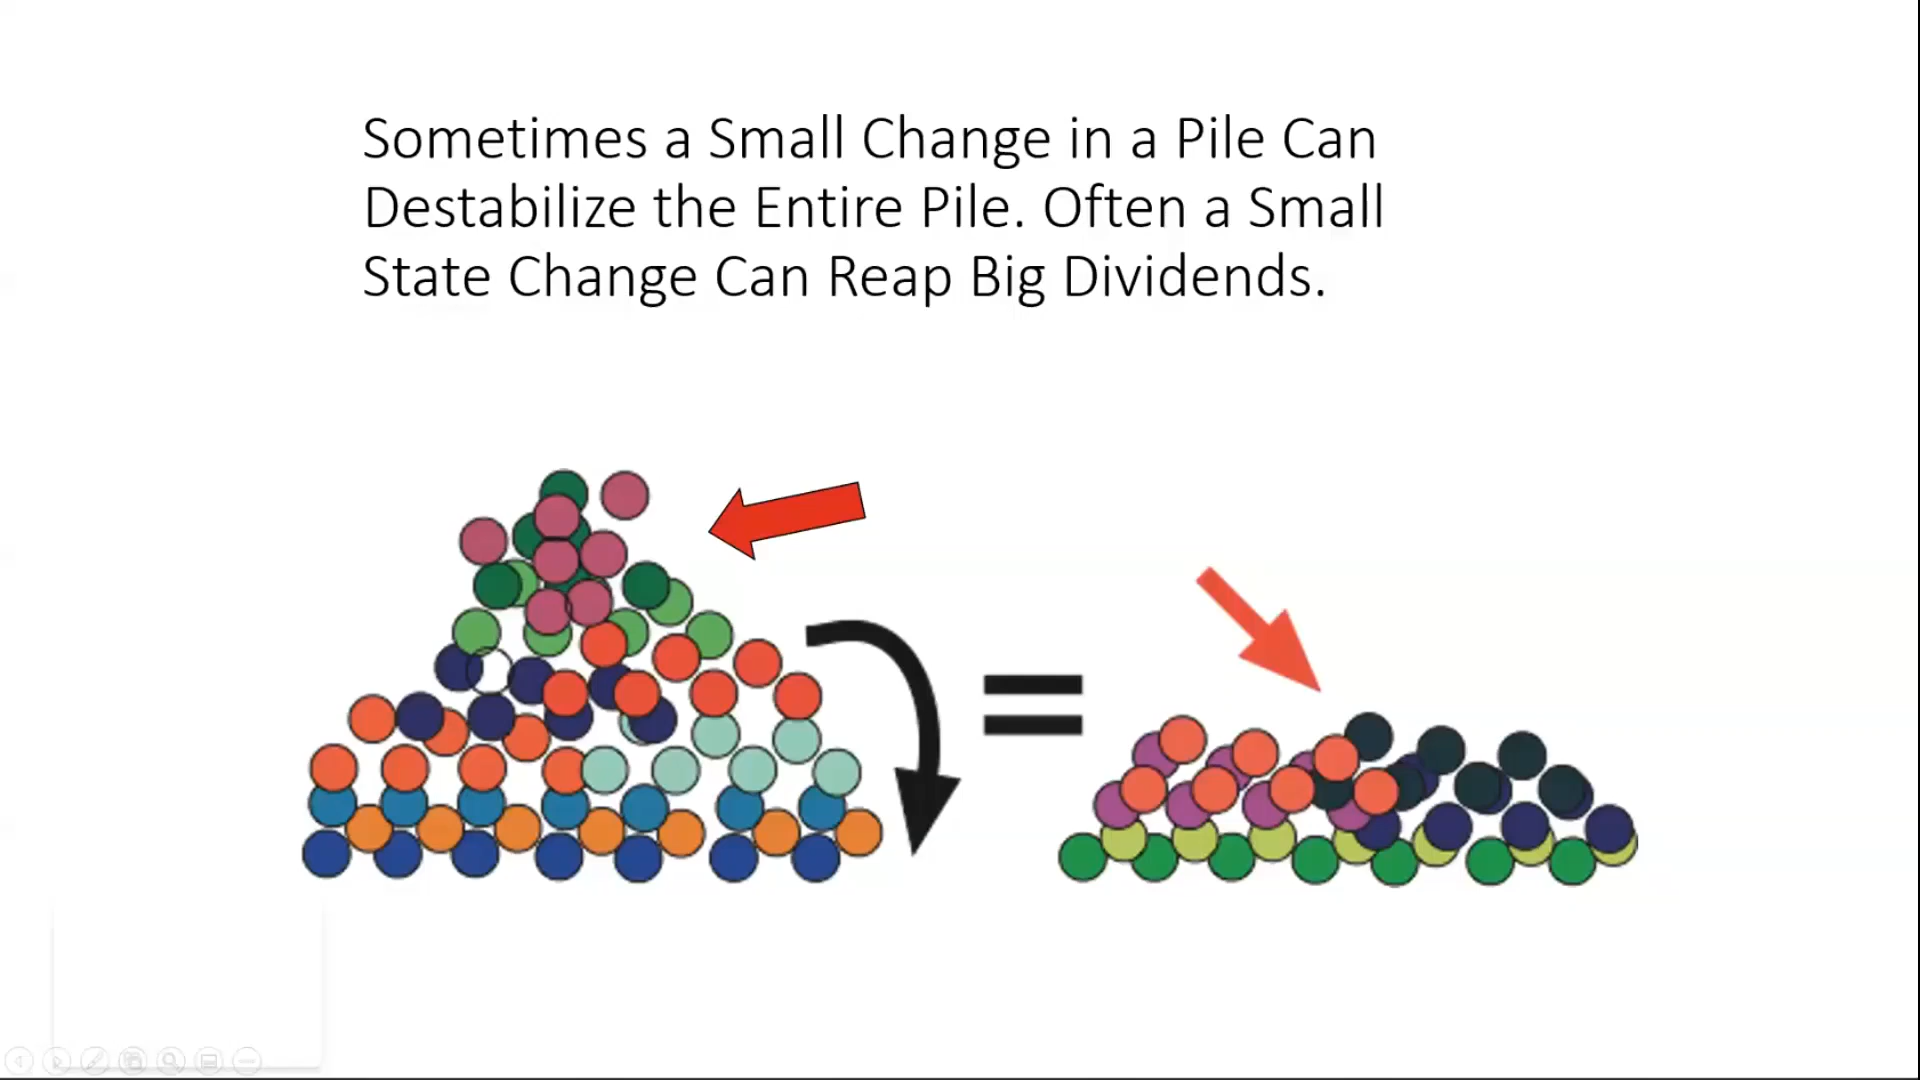 Sometimes a Small Change in a Pile Can
Destabilize the Entire Pile. Often a Small
State Change Can Reap Big Dividends.